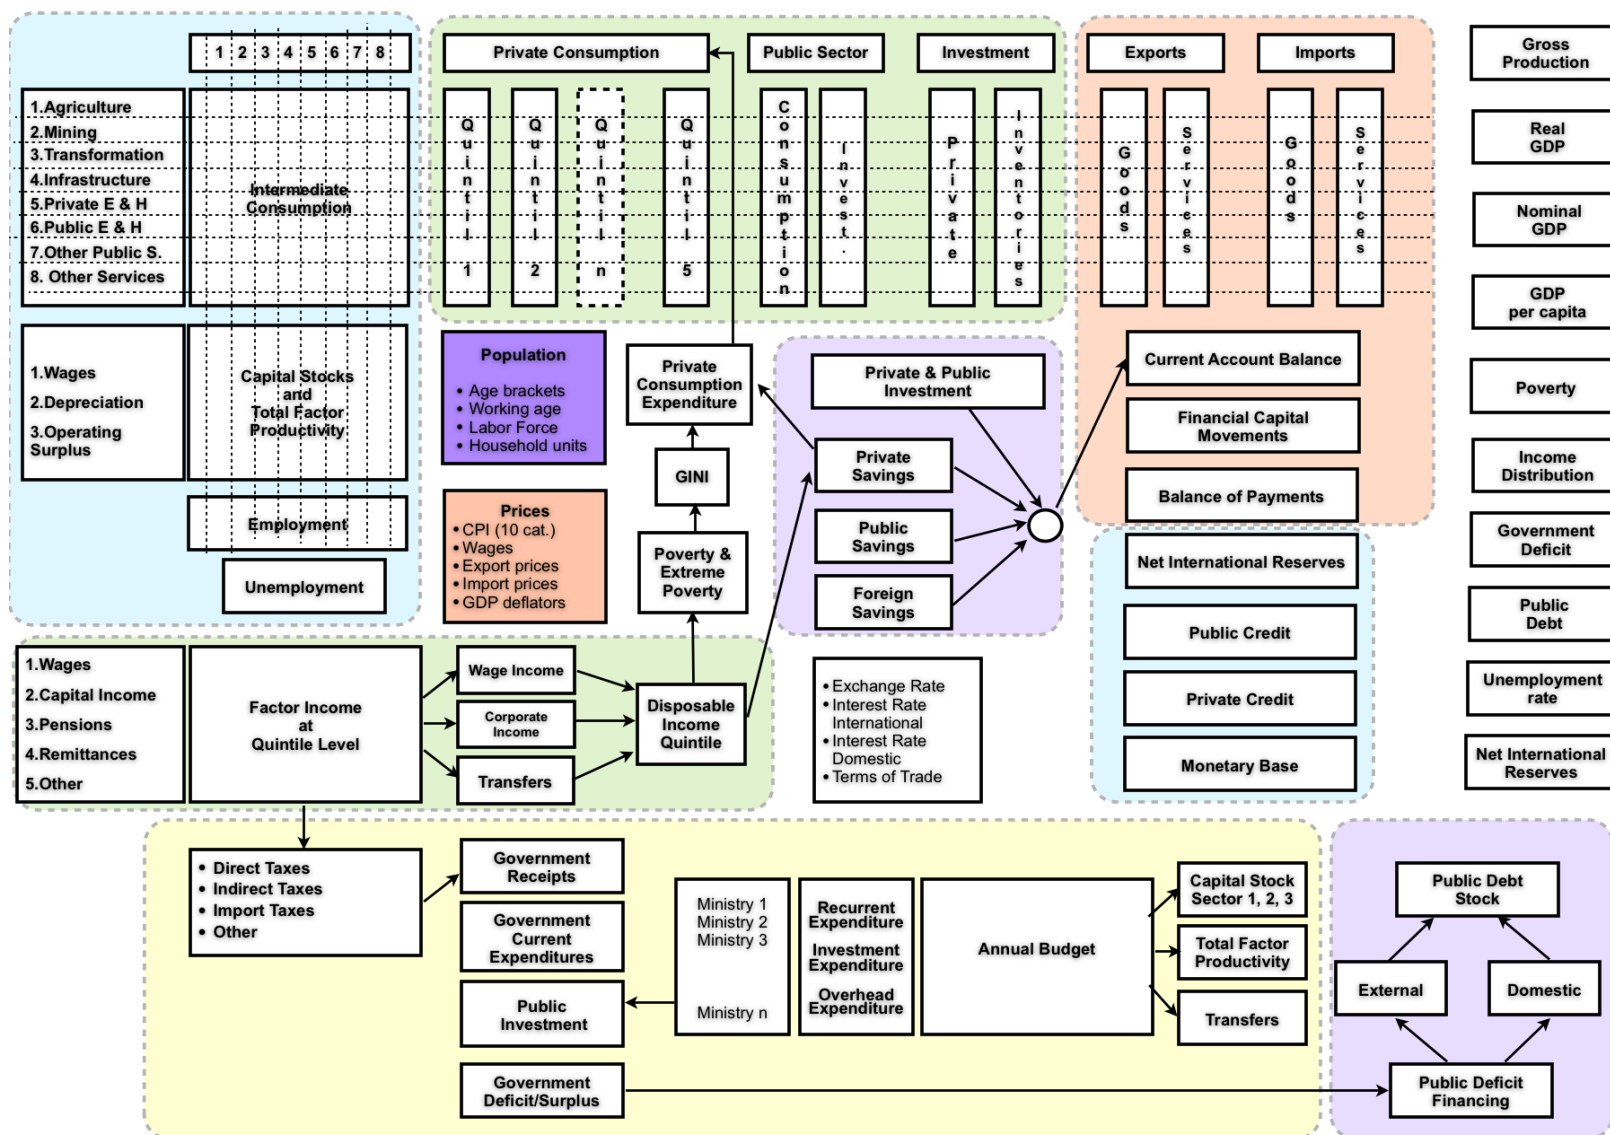 1 2 3 4 5 6 7 8
Private Consumption
Public Sector
Investment
Exports
Imports
Gross
Production
1.Agriculture
2.Mining
3.Transformation
4.Infrastructure
5.Private E & H
6.Public E & H
7.Other Public S.
8. Other Services
Intermediate
Consumption
Quintil 1
Quintil 2
Quintil n
Quintil 5
Consumption
Invest.
Private
Inventories
Goods
Services
Goods
Services
Real
GDP
Nominal
GDP
GDP
per capita
1.Wages
2.Depreciation
3.Operating
Surplus
Capital Stocks
and
Total Factor
Productivity
Employment
Unemployment
Population
• Age brackets
• Working age
• Labor Force
• Household units
Prices
• CPI (10 cat.)
• Wages
• Export prices
• Import prices
• GDP deflators
Private
Consumption
Expenditure
GINI
Poverty &
Extreme
Poverty
Private & Public
Investment
Private
Savings
Public
Savings
Foreign
Savings
Current Account Balance
Financial Capital
Movements
Balance of Payments
Net International Reserves
Public Credit
Private Credit
Monetary Base
Poverty
Income
Distribution
Government
Deficit
Public
Debt
Unemployment
rate
Net International
Reserves
1.Wages
2.Capital Income
3.Pensions
4.Remittances
5.Other
Factor Income
at
Quintile Level
Wage Income
Corporate
Income
Transfers
Disposable
Income
Quintile
• Exchange Rate
• Interest Rate
International
• Interest Rate
Domestic
• Terms of Trade
• Direct Taxes
• Indirect Taxes
• Import Taxes
• Other
Government
Receipts
Government
Current
Expenditures
Public
Investment
Government
Deficit/Surplus
Ministry 1
Ministry 2
Ministry 3
Ministry n
Recurrent
Expenditure
Investment
Expenditure
Overhead
Expenditure
Annual Budget
Capital Stock
Sector 1, 2, 3
Total Factor
Productivity
Transfers
Public Debt
Stock
External
Domestic
Public Deficit
Financing